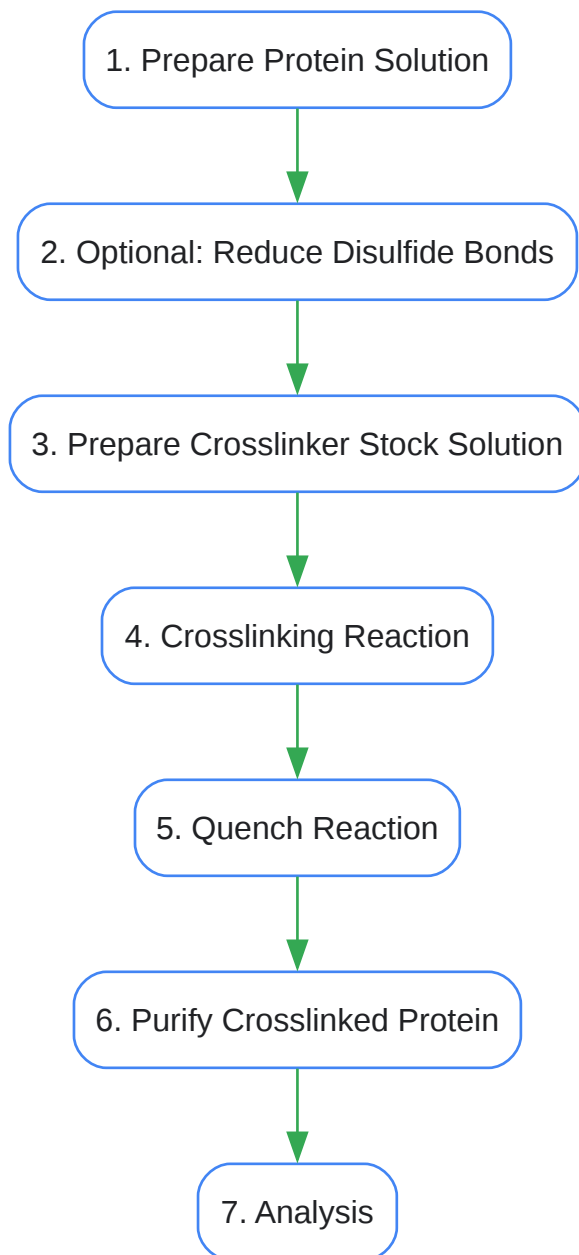 1. Prepare Protein Solution
2. Optional: Reduce Disulfide Bonds
3. Prepare Crosslinker Stock Solution
4. Crosslinking Reaction
5. Quench Reaction
6. Purify Crosslinked Protein
7. Analysis